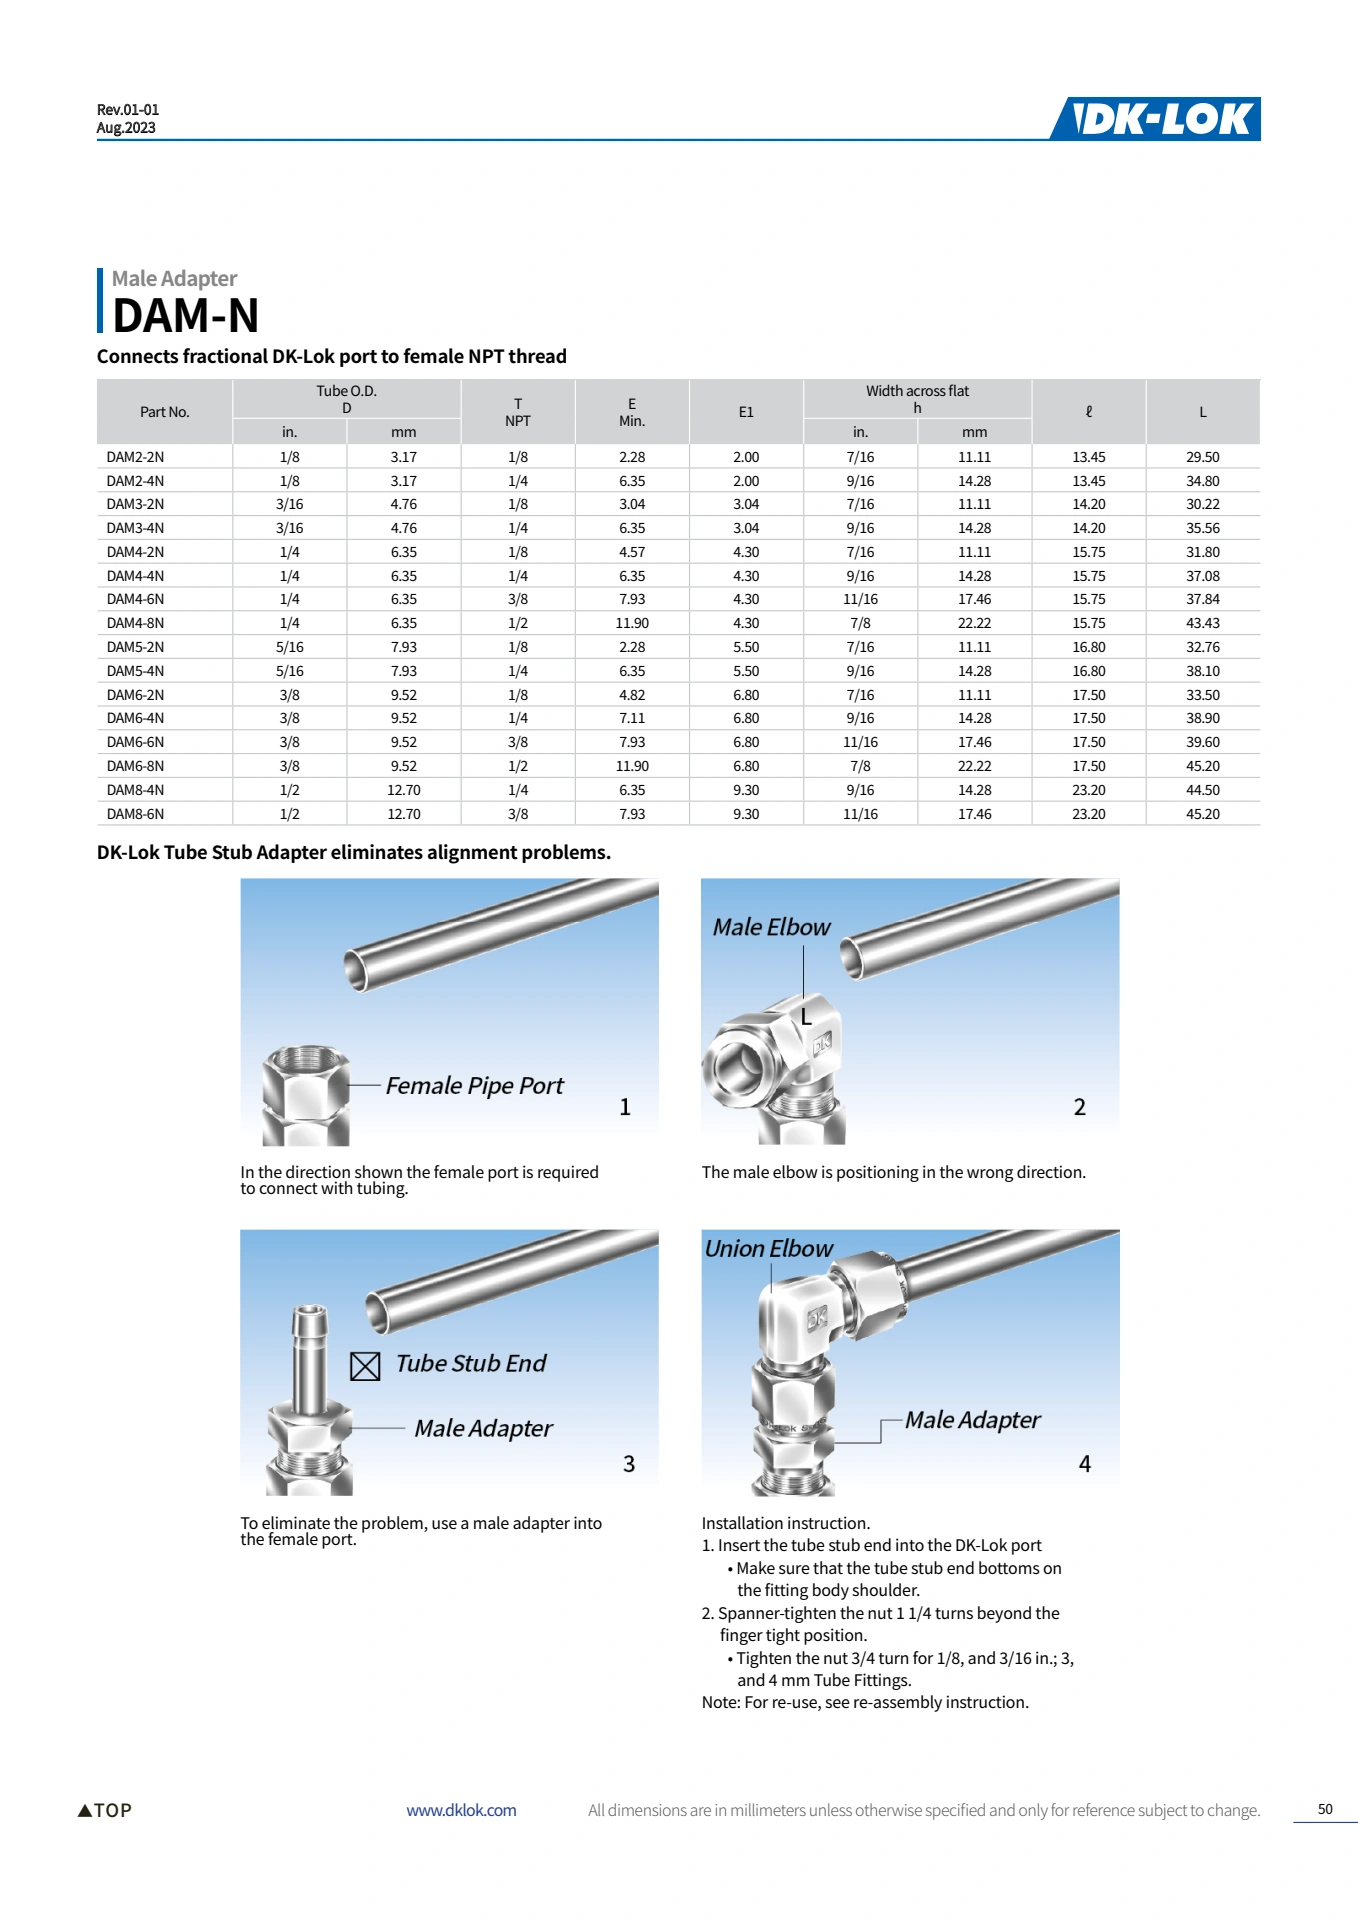 Rev.01-01
Aug.2023
DK-LOK
Male Adapter
DAM-N
Connects fractional DK-Lok port to female NPT thread
Part No. Tube O.D. D T NPT E Min. E1 Width across flat h ℓ L
in. mm in. mm
DAM2-2N 1/8 3.17 1/8 2.28 2.00 7/16 11.11 13.45 29.50
DAM2-4N 1/8 3.17 1/4 6.35 2.00 9/16 14.28 13.45 34.80
DAM3-2N 3/16 4.76 1/8 3.04 3.04 7/16 11.11 14.20 30.22
DAM3-4N 3/16 4.76 1/4 6.35 3.04 9/16 14.28 14.20 35.56
DAM4-2N 1/4 6.35 1/8 4.57 4.30 7/16 11.11 15.75 31.80
DAM4-4N 1/4 6.35 1/4 6.35 4.30 9/16 14.28 15.75 37.08
DAM4-6N 1/4 6.35 3/8 7.93 4.30 11/16 17.46 15.75 37.84
DAM4-8N 1/4 6.35 1/2 11.90 4.30 7/8 22.22 15.75 43.43
DAM5-2N 5/16 7.93 1/8 2.28 5.50 7/16 11.11 16.80 32.76
DAM5-4N 5/16 7.93 1/4 6.35 5.50 9/16 14.28 16.80 38.10
DAM6-2N 3/8 9.52 1/8 4.82 6.80 7/16 11.11 17.50 33.50
DAM6-4N 3/8 9.52 1/4 7.11 6.80 9/16 14.28 17.50 38.90
DAM6-6N 3/8 9.52 3/8 7.93 6.80 11/16 17.46 17.50 39.60
DAM6-8N 3/8 9.52 1/2 11.90 6.80 7/8 22.22 17.50 45.20
DAM8-4N 1/2 12.70 1/4 6.35 9.30 9/16 14.28 23.20 44.50
DAM8-6N 1/2 12.70 3/8 7.93 9.30 11/16 17.46 23.20 45.20
DK-Lok Tube Stub Adapter eliminates alignment problems.
Female Pipe Port
1
In the direction shown the female port is required
to connect with tubing.
Male Elbow
L
DK
2
The male elbow is positioning in the wrong direction.
Tube Stub End
Male Adapter
3
To eliminate the problem, use a male adapter into
the female port.
Union Elbow
DK
Male Adapter
4
Installation instruction.
1. Insert the tube stub end into the DK-Lok port
• Make sure that the tube stub end bottoms on
the fitting body shoulder.
2. Spanner-tighten the nut 1 1/4 turns beyond the
finger tight position.
• Tighten the nut 3/4 turn for 1/8, and 3/16 in.; 3,
and 4 mm Tube Fittings.
Note: For re-use, see re-assembly instruction.
▲TOP
www.dklok.com
All dimensions are in millimeters unless otherwise specified and only for reference subject to change.
50